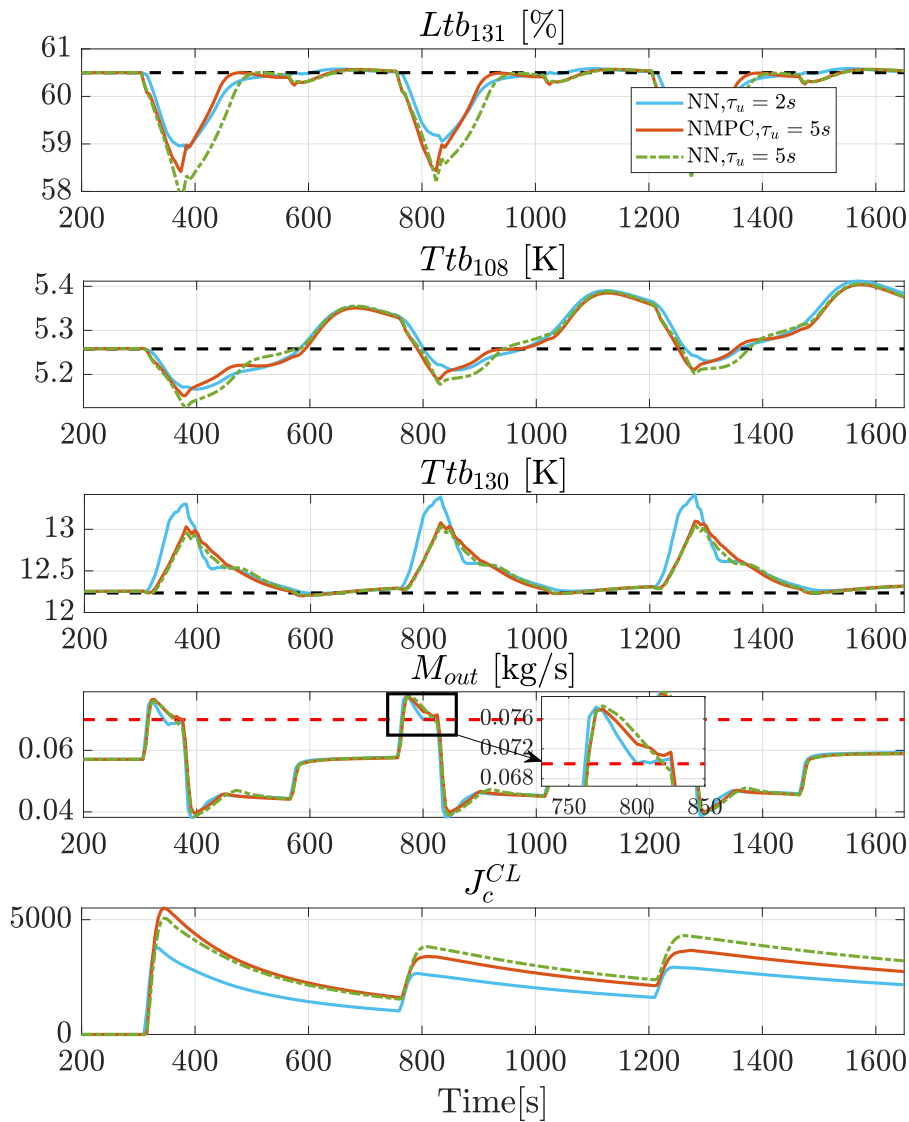 Ltb₁₃₁ [%]
61
60
59
58
NN,τᵤ = 2s
NMPC,τᵤ = 5s
NN,τᵤ = 5s
200 400 600 800 1000 1200 1400 1600
Ttb₁₀₈ [K]
5.4
5.3
5.2
200 400 600 800 1000 1200 1400 1600
Ttb₁₃₀ [K]
13
12.5
12
200 400 600 800 1000 1200 1400 1600
M_out [kg/s]
0.06
0.04
0.076
0.072
0.068
750 800 850
200 400 600 800 1000 1200 1400 1600
J_c^CL
5000
0
200 400 600 800 1000 1200 1400 1600
Time[s]